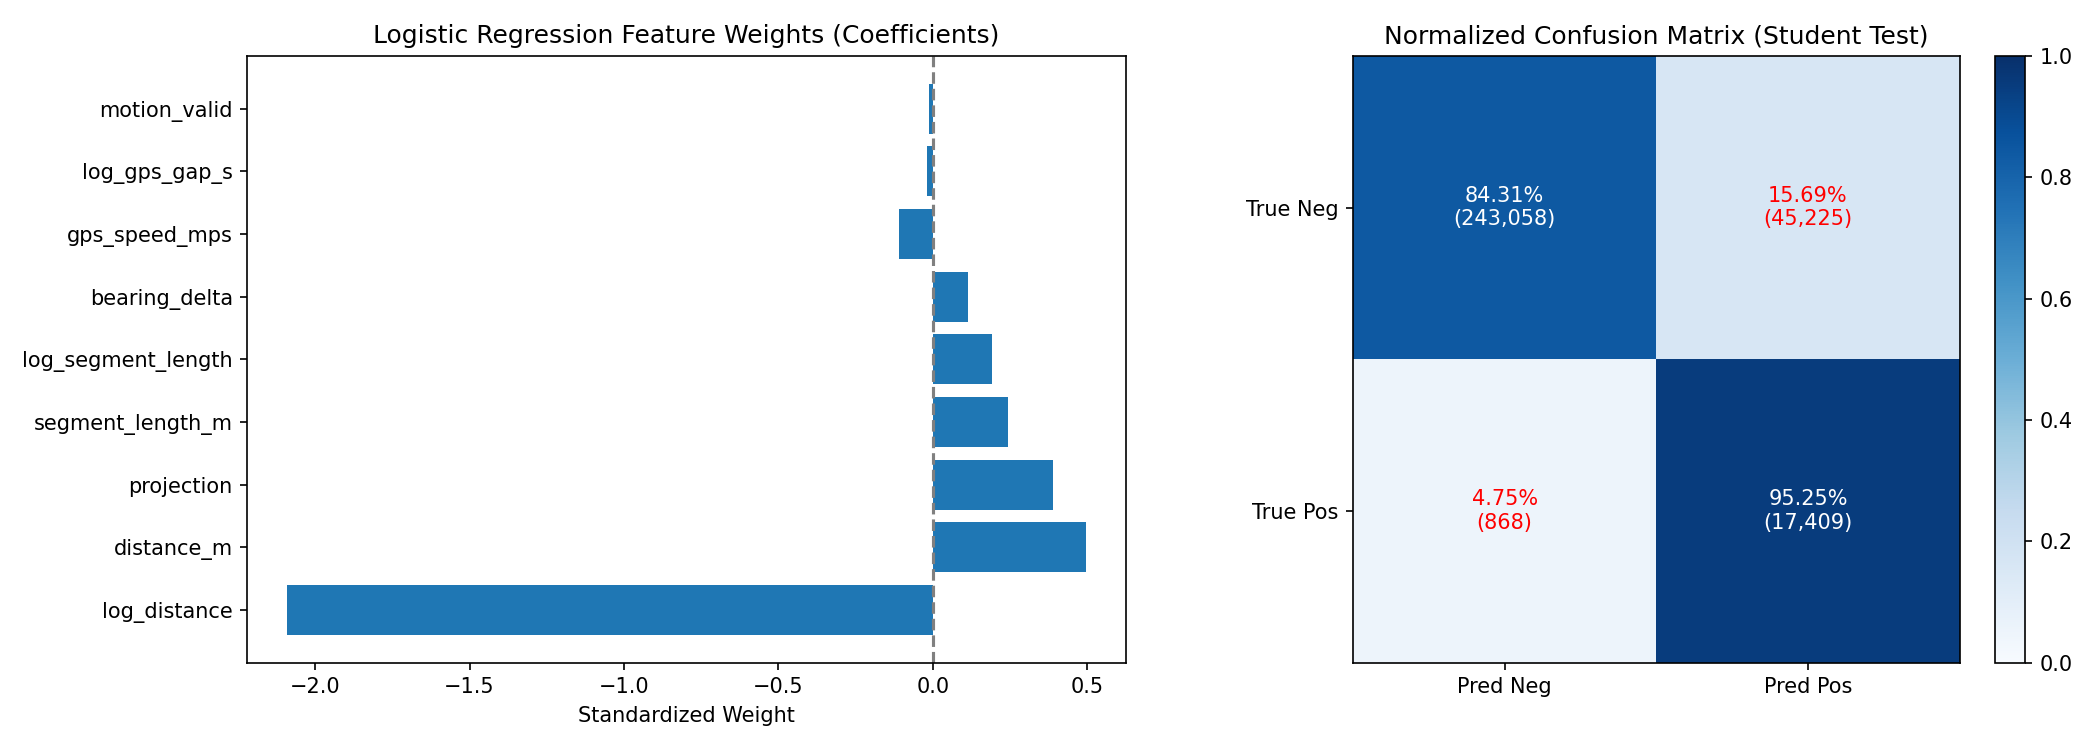 Logistic Regression Feature Weights (Coefficients)
motion_valid
log_gps_gap_s
gps_speed_mps
bearing_delta
log_segment_length
segment_length_m
projection
distance_m
log_distance
−2.0 −1.5 −1.0 −0.5 0.0 0.5
Standardized Weight
Normalized Confusion Matrix (Student Test)
True Neg
84.31%
(243,058)
15.69%
(45,225)
True Pos
4.75%
(868)
95.25%
(17,409)
Pred Neg Pred Pos
1.0
0.8
0.6
0.4
0.2
0.0